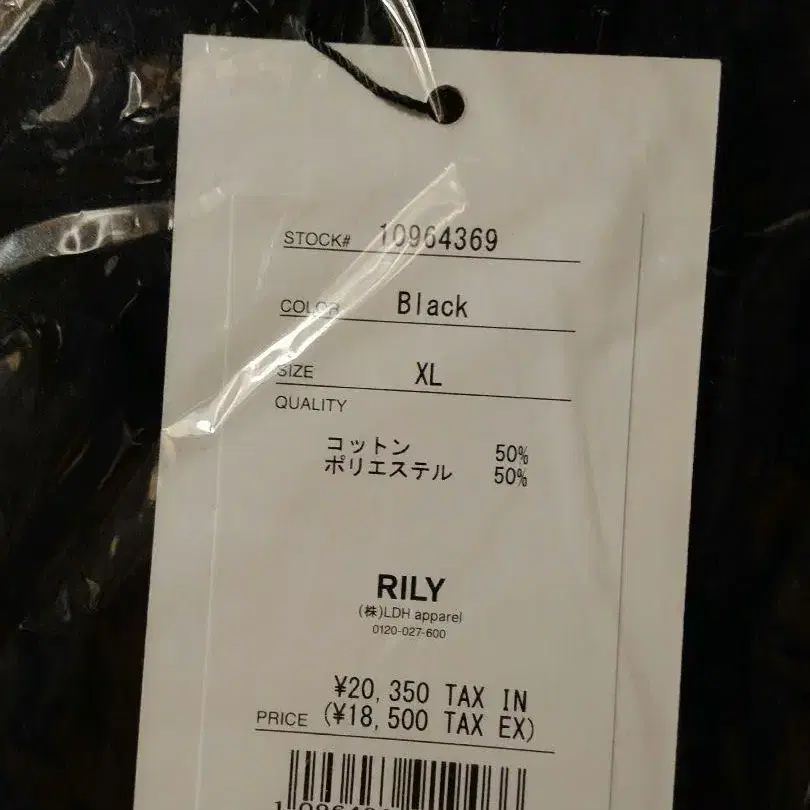 STOCK# 10964369
COLOR Black
SIZE XL
QUALITY
コットン 50%
ポリエステル 50%
RILY
(株)LDH apparel
0120-027-600
¥20,350 TAX IN
PRICE (¥18,500 TAX EX)